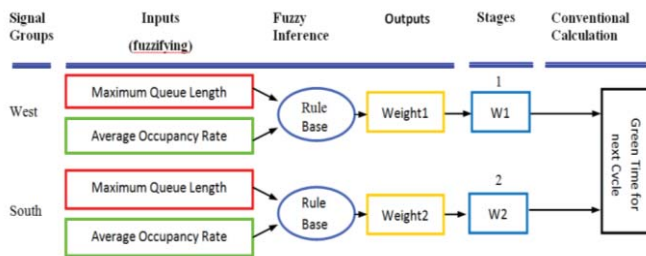 Signal Groups
Inputs (fuzzifying)
Fuzzy Inference
Outputs
Stages
Conventional Calculation
West
Maximum Queue Length
Average Occupancy Rate
Rule Base
Weight1
1
W1
South
Maximum Queue Length
Average Occupancy Rate
Rule Base
Weight2
2
W2
Green Time for next Cycle